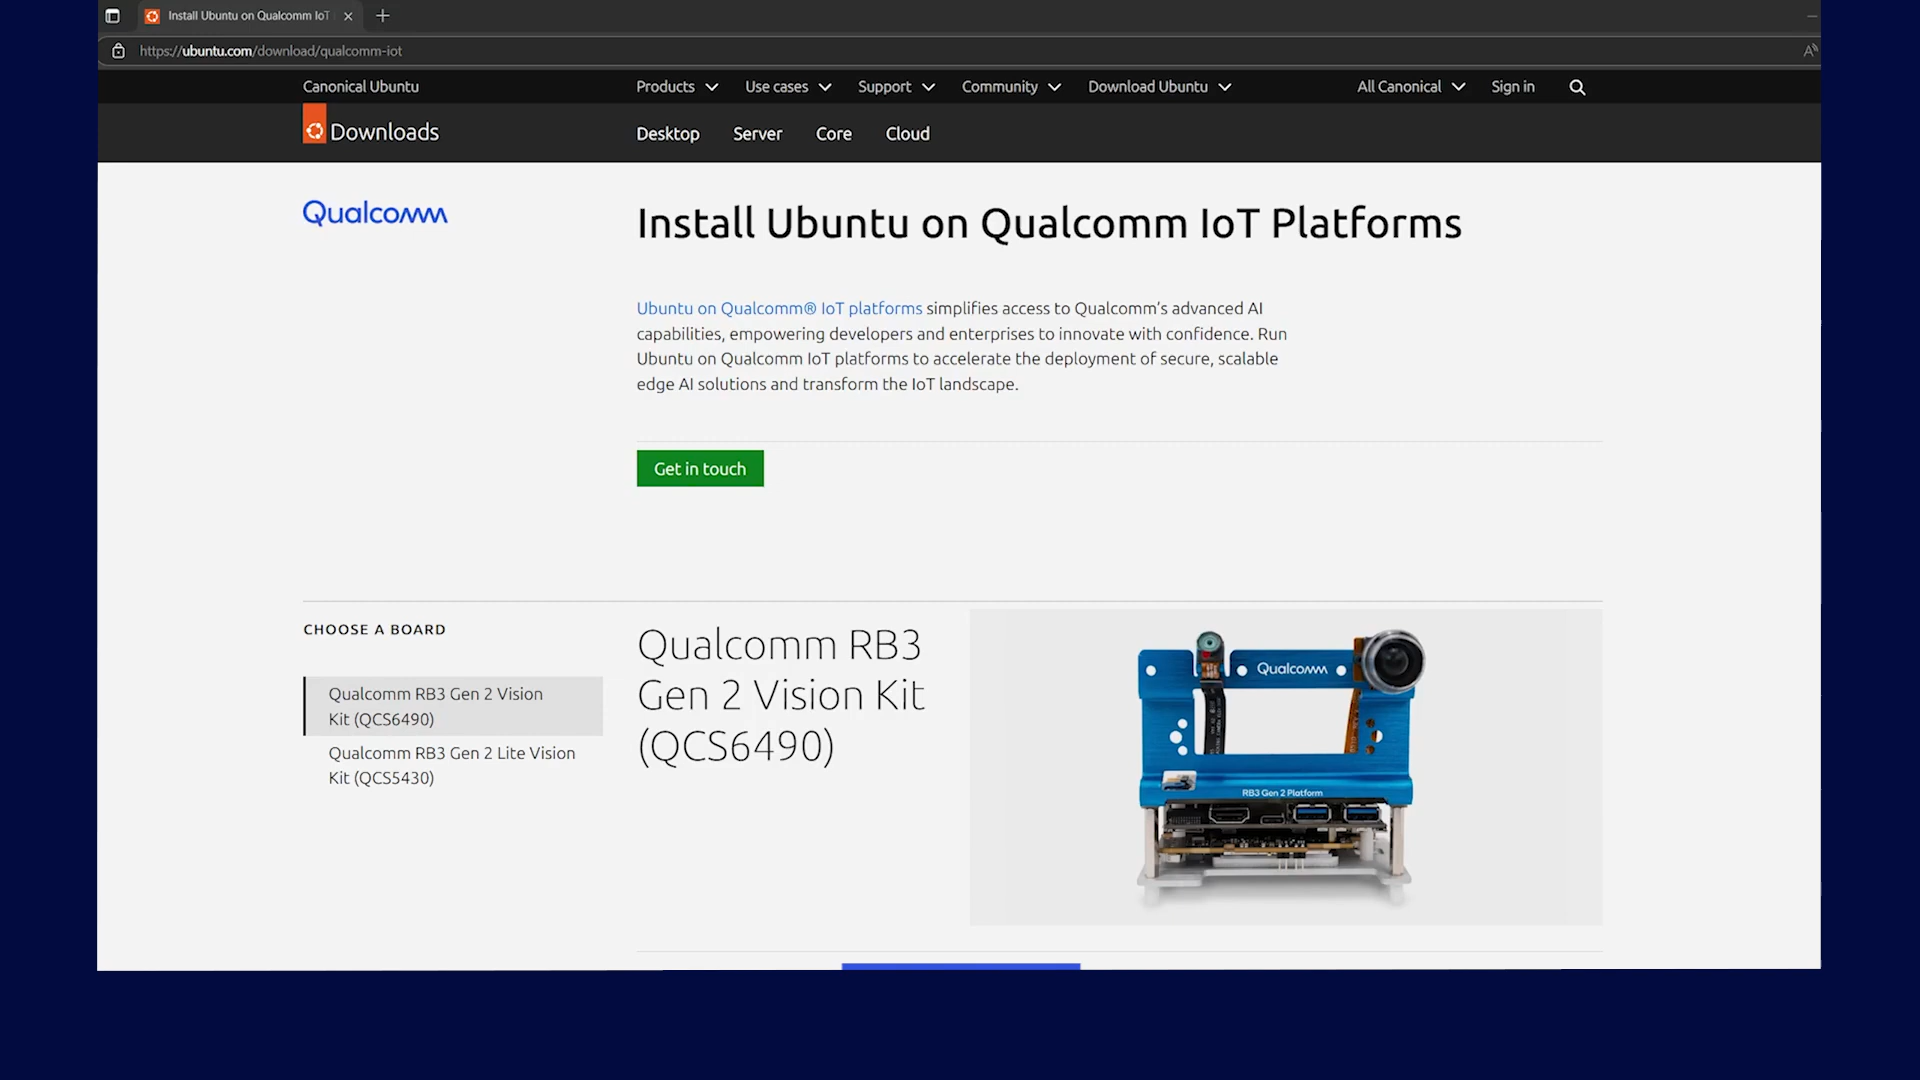 Install Ubuntu on Qualcomm IoT
https://ubuntu.com/download/qualcomm-iot
Canonical Ubuntu
Products
Use cases
Support
Community
Download Ubuntu
All Canonical
Sign in
Downloads
Desktop
Server
Core
Cloud
Qualcomm
Install Ubuntu on Qualcomm IoT Platforms
Ubuntu on Qualcomm® IoT platforms simplifies access to Qualcomm's advanced AI
capabilities, empowering developers and enterprises to innovate with confidence. Run
Ubuntu on Qualcomm IoT platforms to accelerate the deployment of secure, scalable
edge AI solutions and transform the IoT landscape.
Get in touch
CHOOSE A BOARD
Qualcomm RB3 Gen 2 Vision
Kit (QCS6490)
Qualcomm RB3 Gen 2 Lite Vision
Kit (QCS5430)
Qualcomm RB3
Gen 2 Vision Kit
(QCS6490)
Qualcomm
RB3 Gen 2 Platform